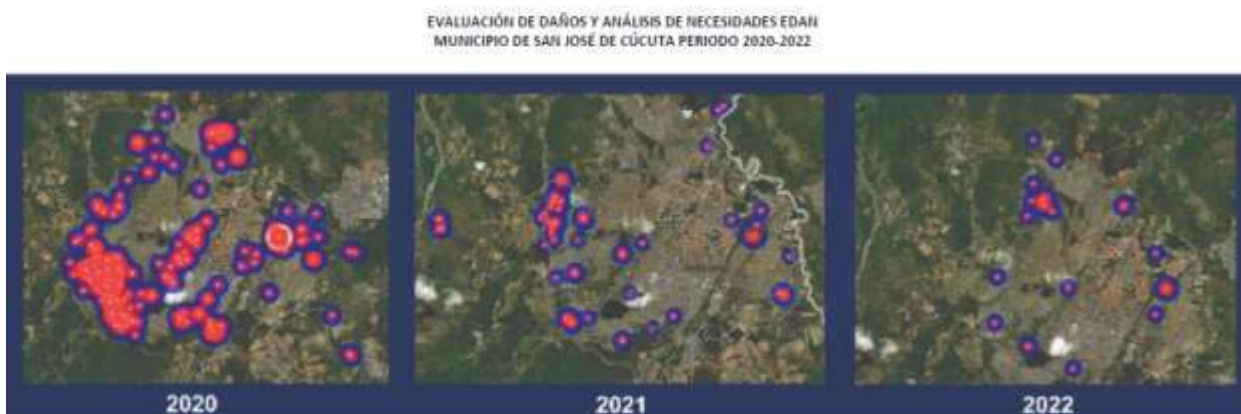 EVALUACIÓN DE DAÑOS Y ANÁLISIS DE NECESIDADES EDAN
MUNICIPIO DE SAN JOSÉ DE CÚCUTA PERIODO 2020-2022
2020
2021
2022